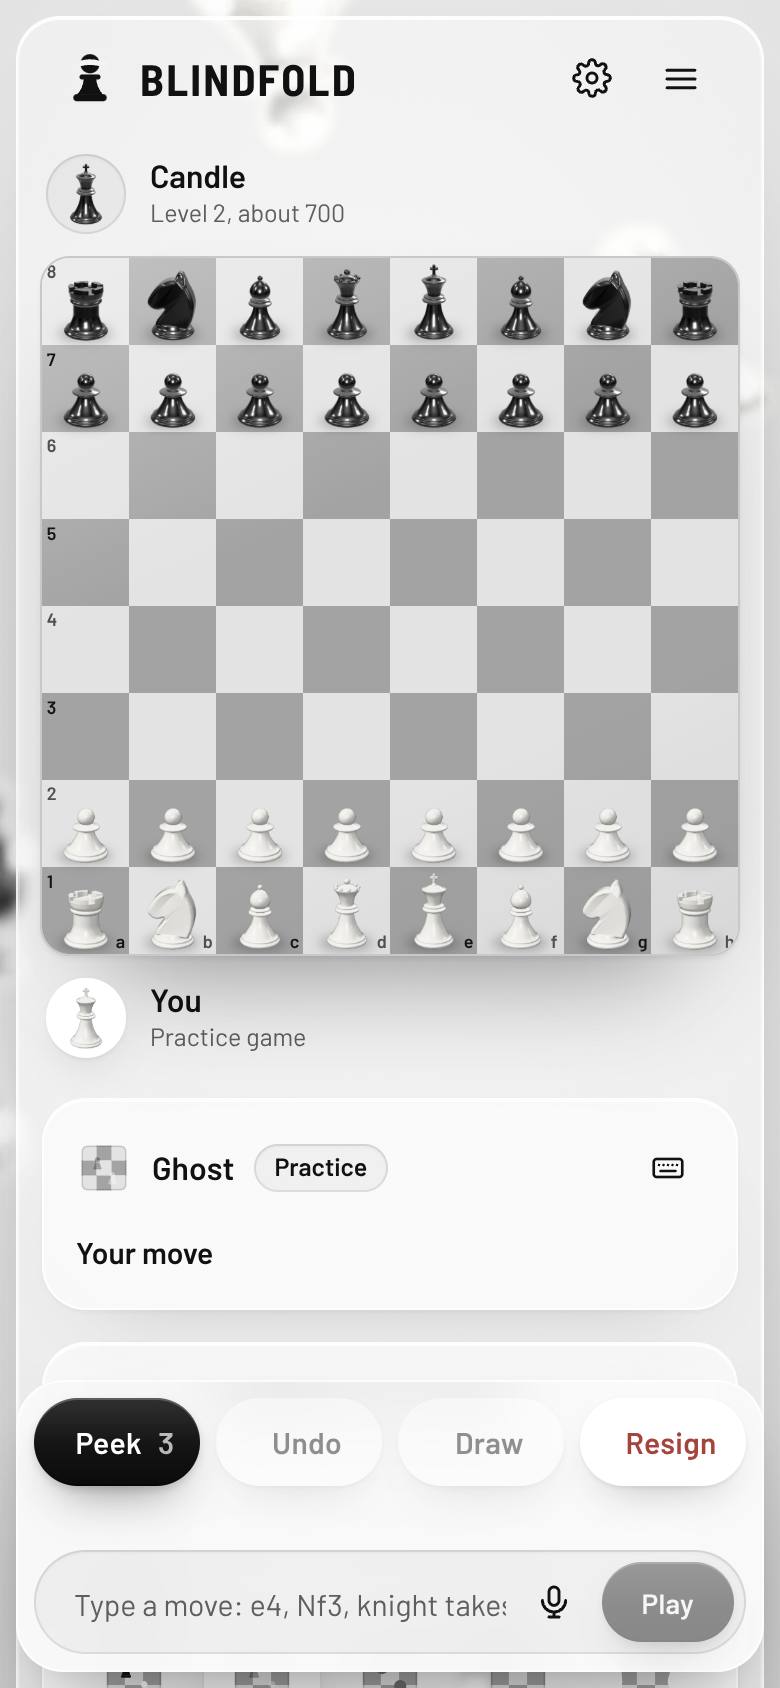 BLINDFOLD
Candle
Level 2, about 700
8
7
6
5
4
3
2
1
a b c d e f g h
You
Practice game
Ghost Practice
Your move
Peek 3 Undo Draw Resign
Type a move: e4, Nf3, knight takes Play